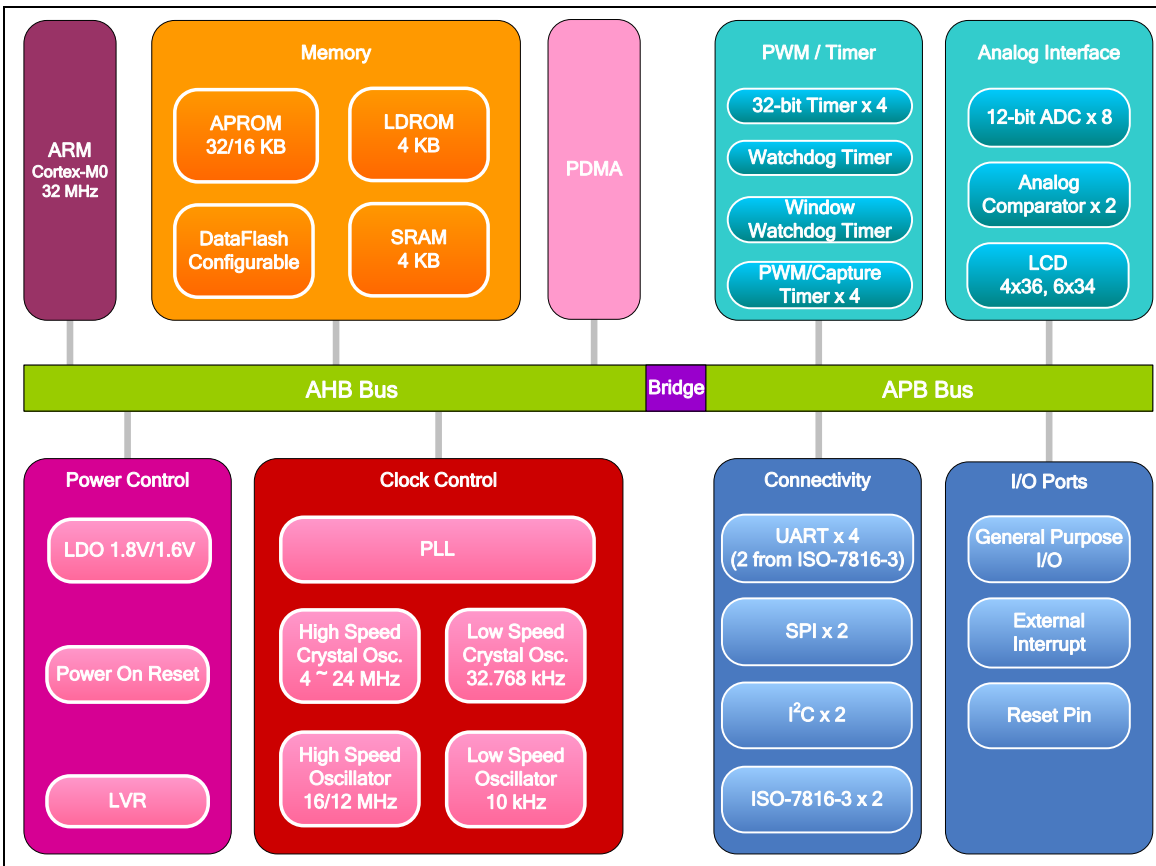 ARM
Cortex-M0
32 MHz
Memory
APROM
32/16 KB
LDROM
4 KB
DataFlash
Configurable
SRAM
4 KB
PDMA
PWM / Timer
32-bit Timer x 4
Watchdog Timer
Window
Watchdog Timer
PWM/Capture
Timer x 4
Analog Interface
12-bit ADC x 8
Analog
Comparator x 2
LCD
4x36, 6x34
AHB Bus
Bridge
APB Bus
Power Control
LDO 1.8V/1.6V
Power On Reset
LVR
Clock Control
PLL
High Speed
Crystal Osc.
4 ~ 24 MHz
Low Speed
Crystal Osc.
32.768 kHz
High Speed
Oscillator
16/12 MHz
Low Speed
Oscillator
10 kHz
Connectivity
UART x 4
(2 from ISO-7816-3)
SPI x 2
I²C x 2
ISO-7816-3 x 2
I/O Ports
General Purpose
I/O
External
Interrupt
Reset Pin